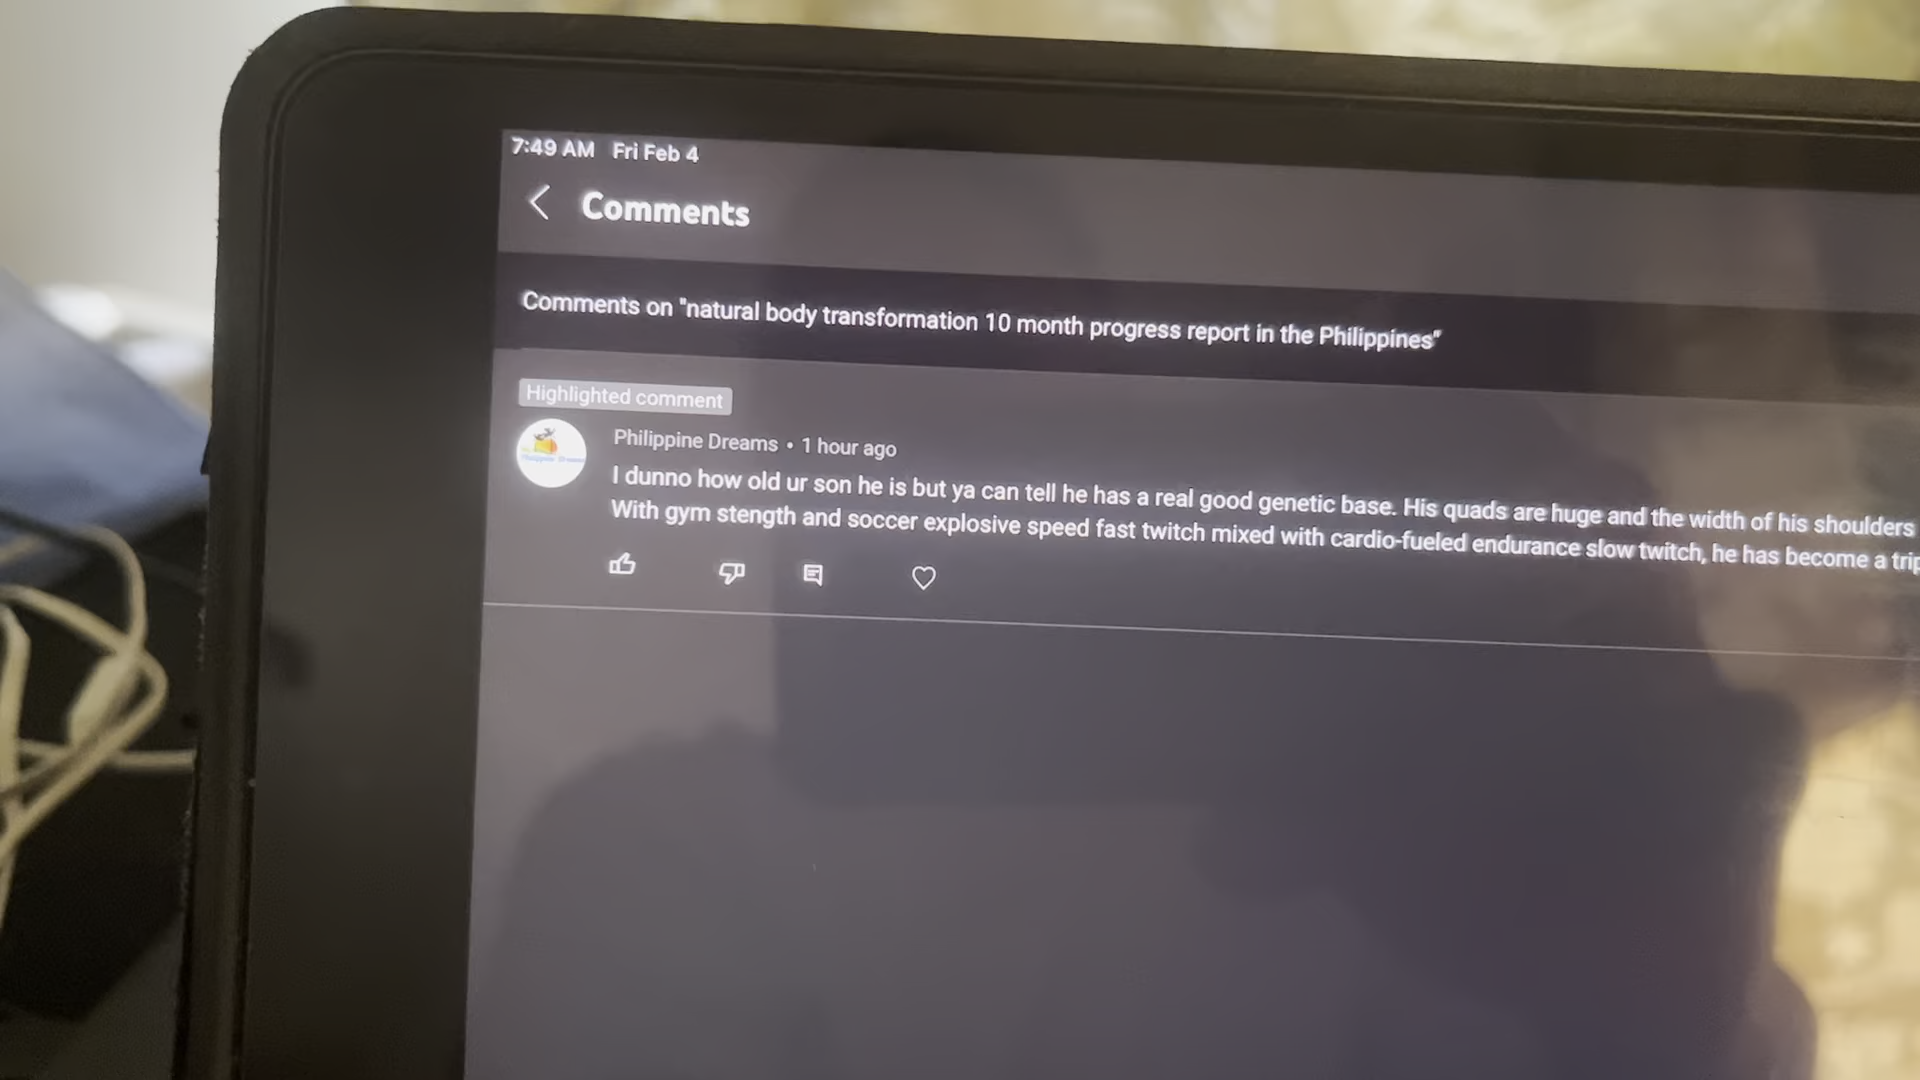 7:49 AM Fri Feb 4
Comments
Comments on "natural body transformation 10 month progress report in the Philippines"
Highlighted comment
Philippine Dreams • 1 hour ago
I dunno how old ur son he is but ya can tell he has a real good genetic base. His quads are huge and the width of his shoulders
With gym stength and soccer explosive speed fast twitch mixed with cardio-fueled endurance slow twitch, he has become a trip